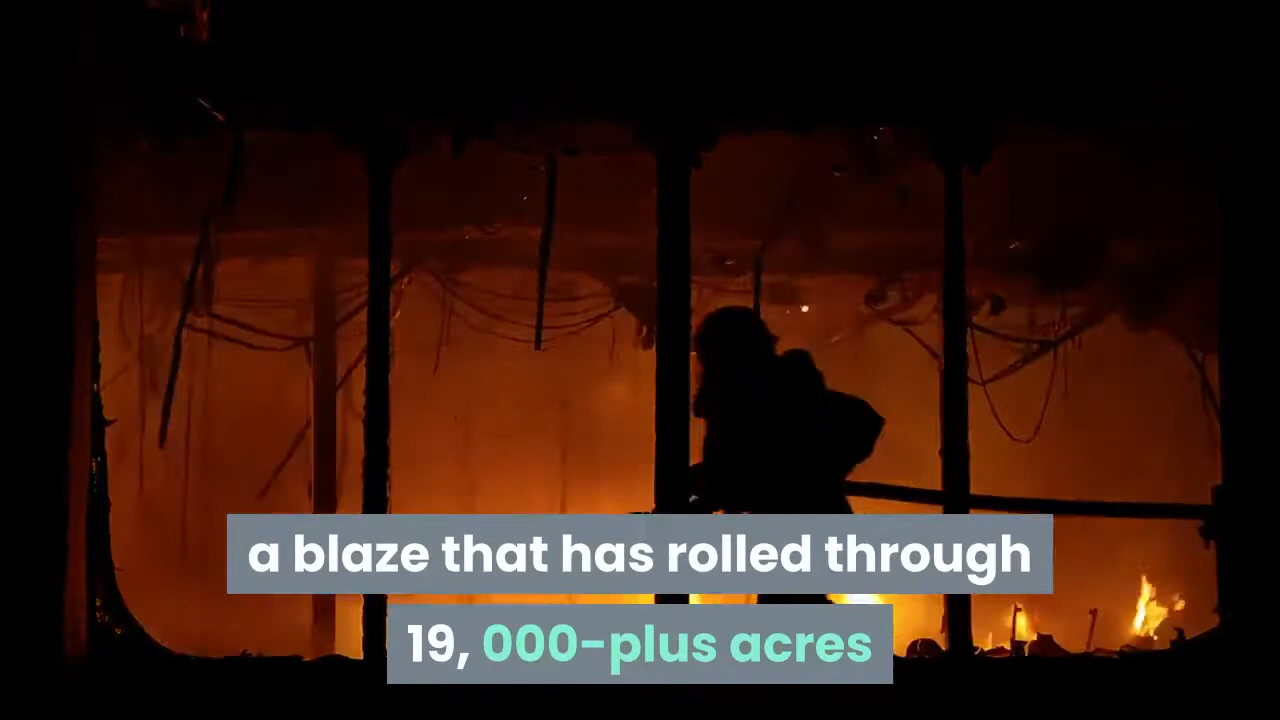 a blaze that has rolled through
19, 000-plus acres